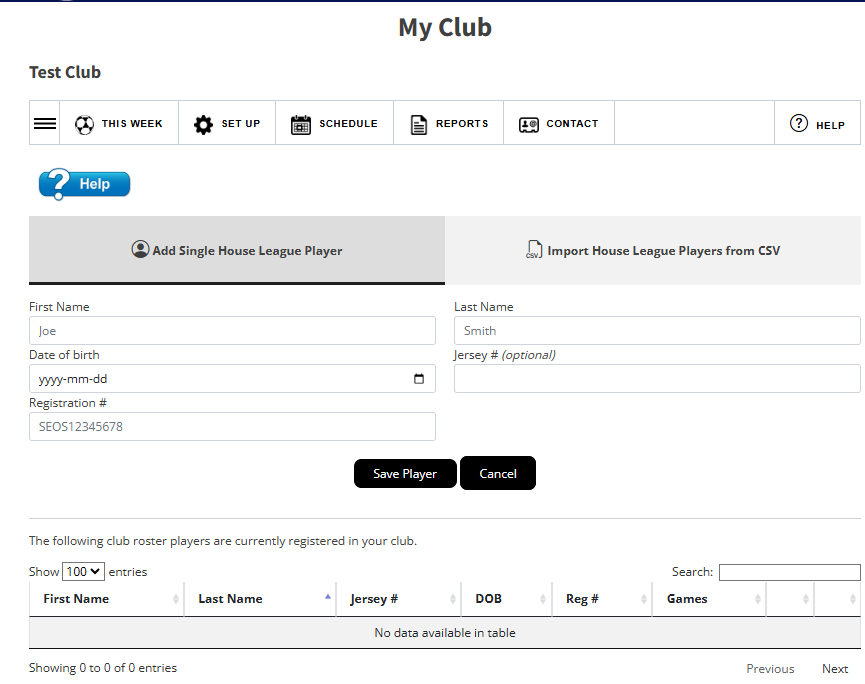 My Club
Test Club
THIS WEEK SET UP SCHEDULE REPORTS CONTACT ? HELP
? Help
Add Single House League Player CSV Import House League Players from CSV
First Name Last Name
Joe Smith
Date of birth Jersey # (optional)
yyyy-mm-dd
Registration #
SEOS12345678
Save Player Cancel
The following club roster players are currently registered in your club.
Show 100 entries Search:
First Name Last Name Jersey # DOB Reg # Games
No data available in table
Showing 0 to 0 of 0 entries Previous Next